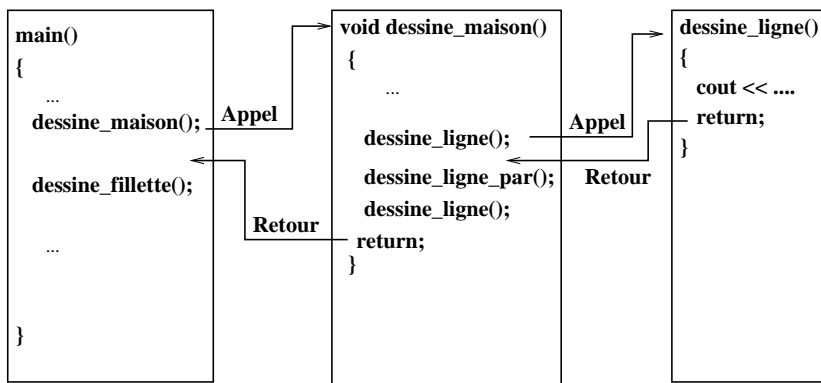 main()
{
...
dessine_maison();
dessine_fillette();
...
}
Appel
Retour
void dessine_maison()
{
...
dessine_ligne();
dessine_ligne_par();
dessine_ligne();
return;
}
Appel
Retour
dessine_ligne()
{
cout << ....
return;
}